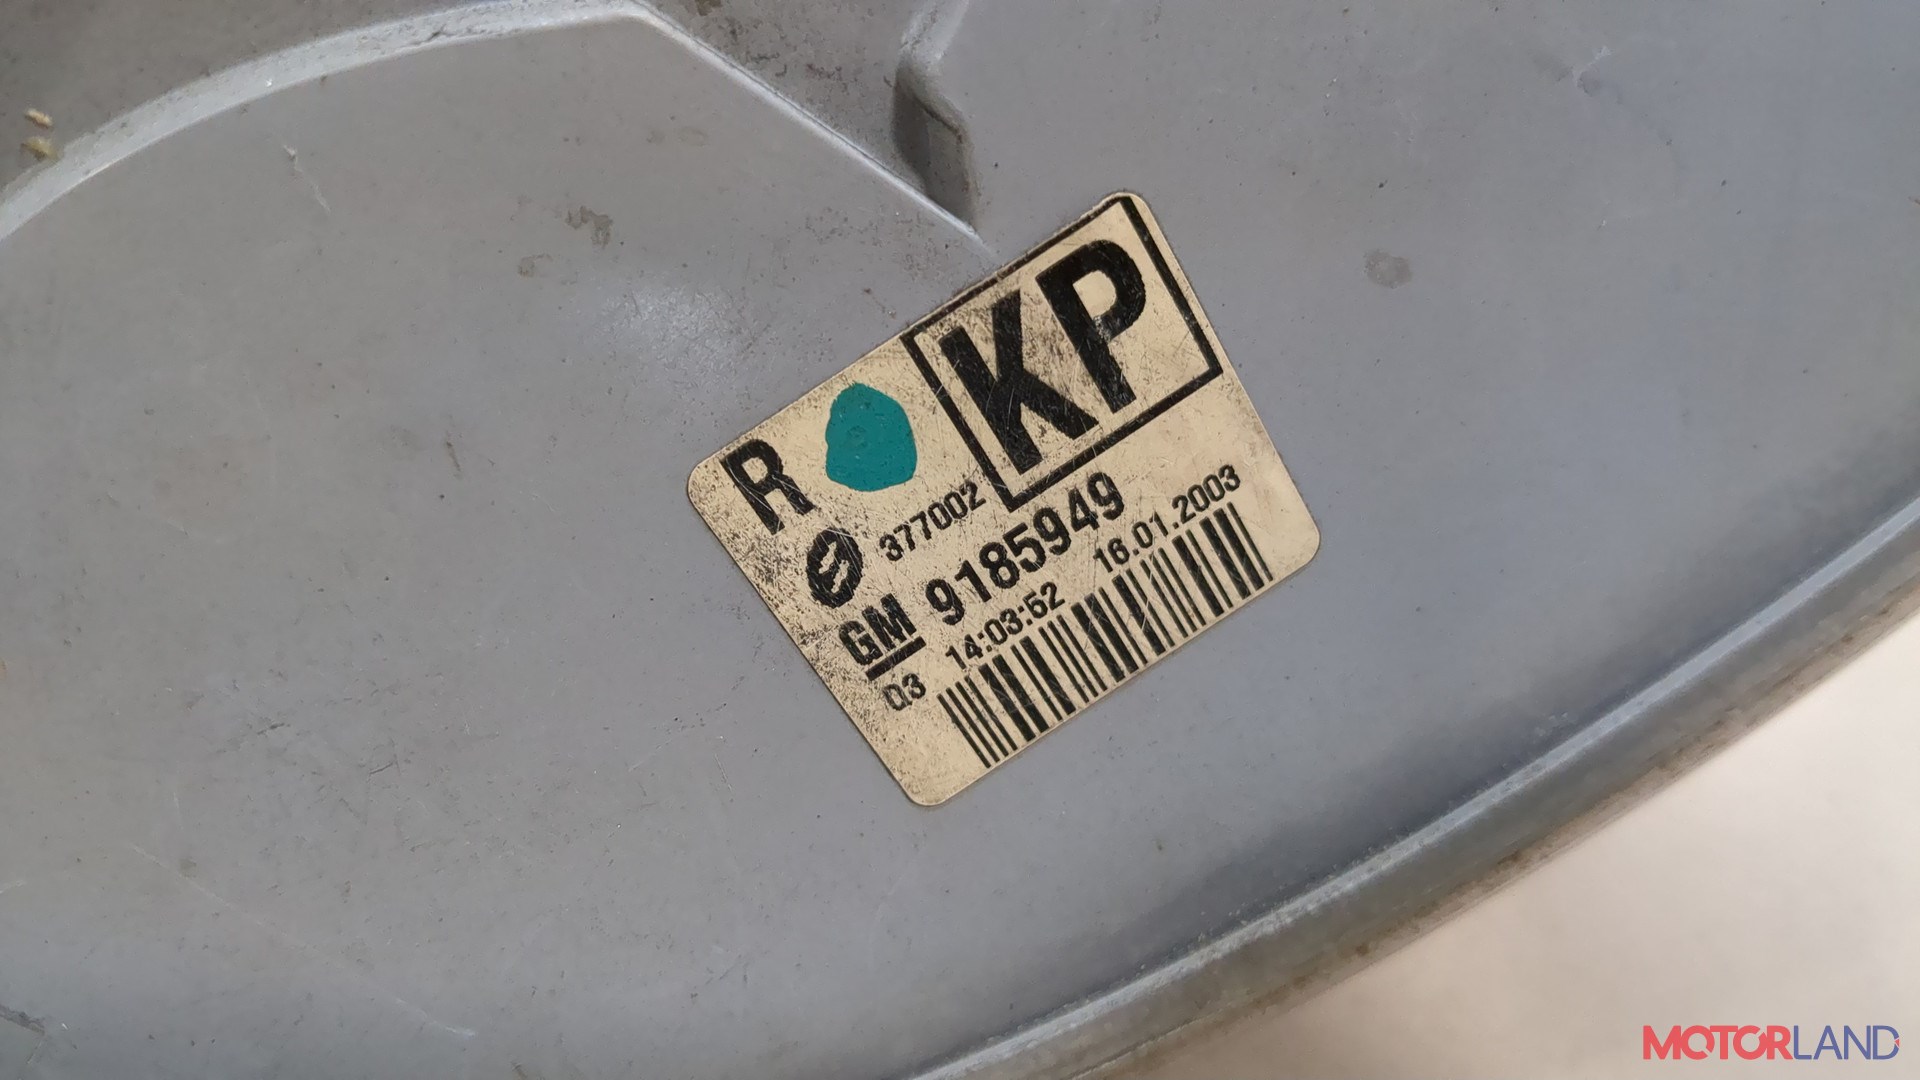 KP
R
377002
GM 9185949
03 14:03:52 16.01.2003
MOTORLAND